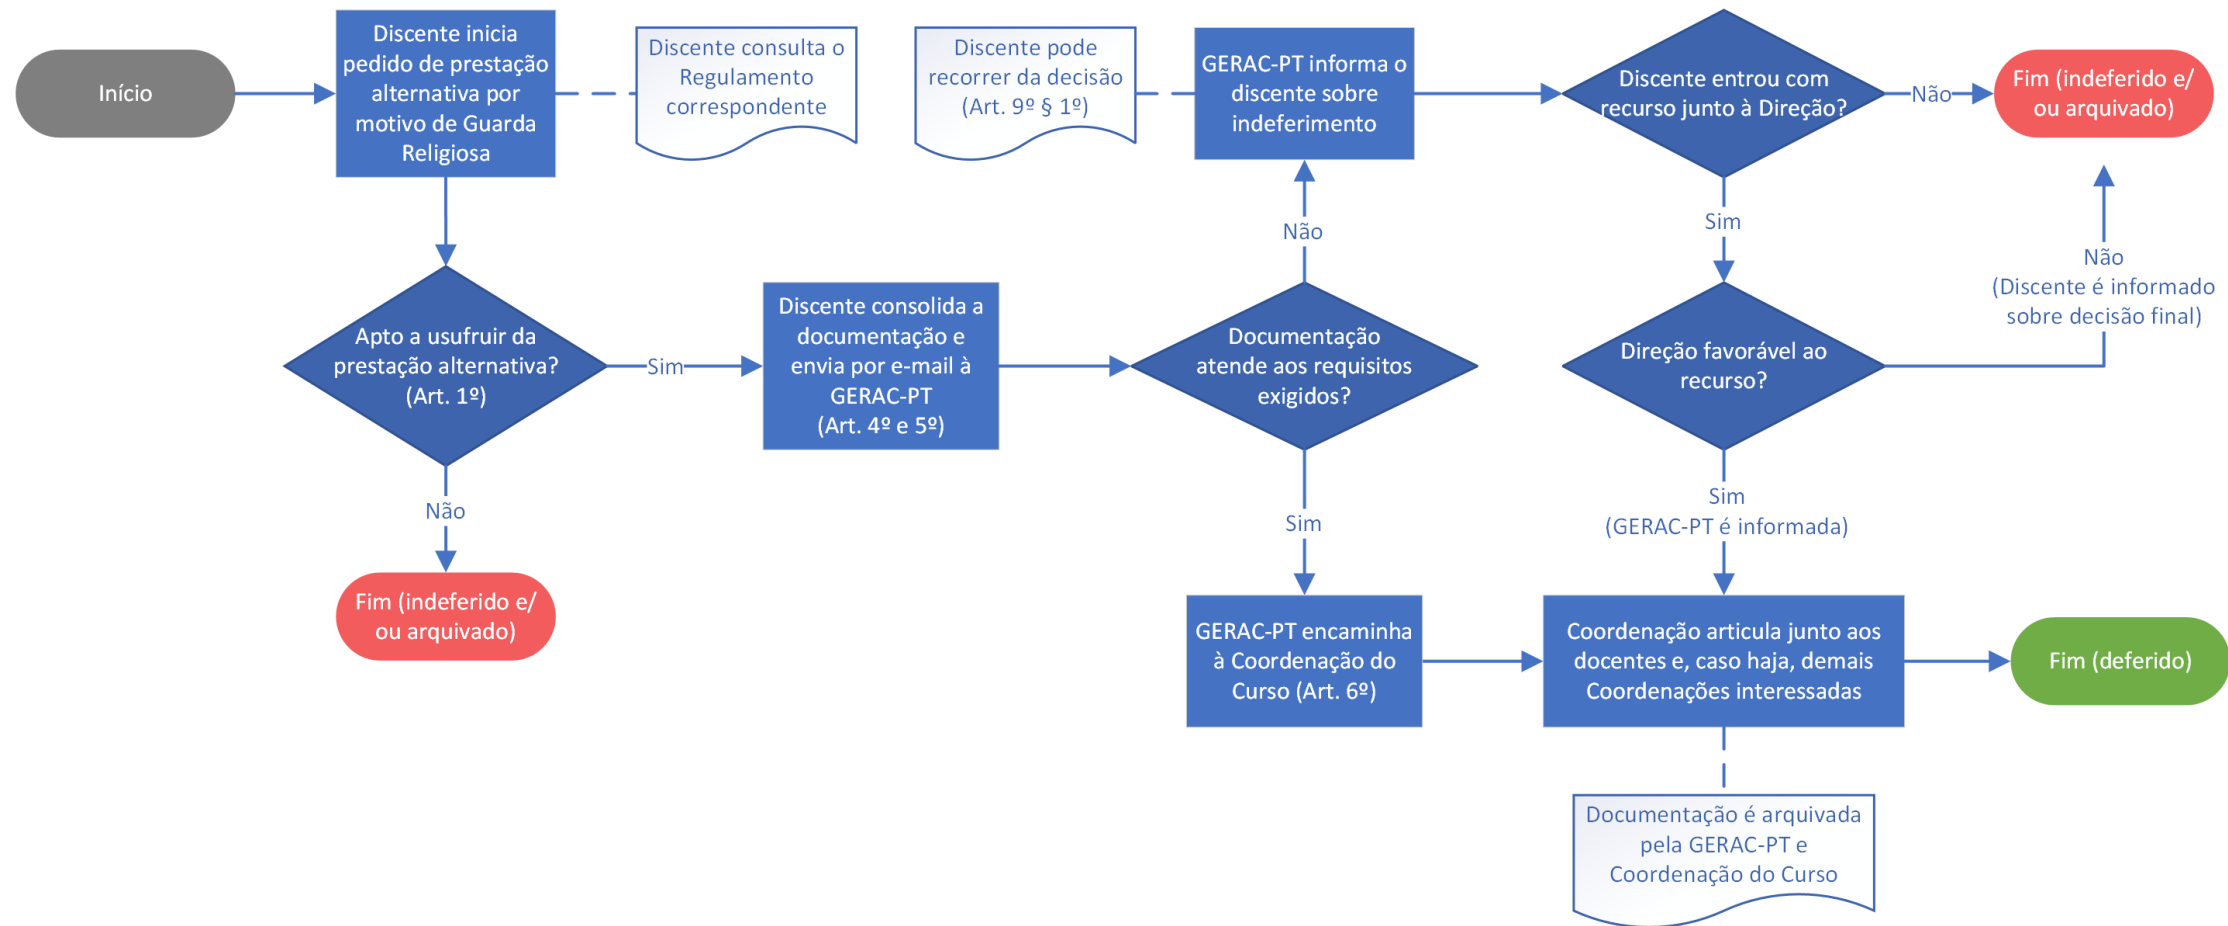 Início
Discente inicia
pedido de prestação
alternativa por
motivo de Guarda
Religiosa
Discente consulta o
Regulamento
correspondente
Discente pode
recorrer da decisão
(Art. 9º § 1º)
GERAC-PT informa o
discente sobre
indeferimento
Discente entrou com
recurso junto à Direção?
Não
Fim (indeferido e/
ou arquivado)
Não
Sim
Não
(Discente é informado
sobre decisão final)
Apto a usufruir da
prestação alternativa?
(Art. 1º)
Sim
Discente consolida a
documentação e
envia por e-mail à
GERAC-PT
(Art. 4º e 5º)
Documentação
atende aos requisitos
exigidos?
Direção favorável ao
recurso?
Não
Sim
Sim
(GERAC-PT é informada)
Fim (indeferido e/
ou arquivado)
GERAC-PT encaminha
à Coordenação do
Curso (Art. 6º)
Coordenação articula junto aos
docentes e, caso haja, demais
Coordenações interessadas
Fim (deferido)
Documentação é arquivada
pela GERAC-PT e
Coordenação do Curso